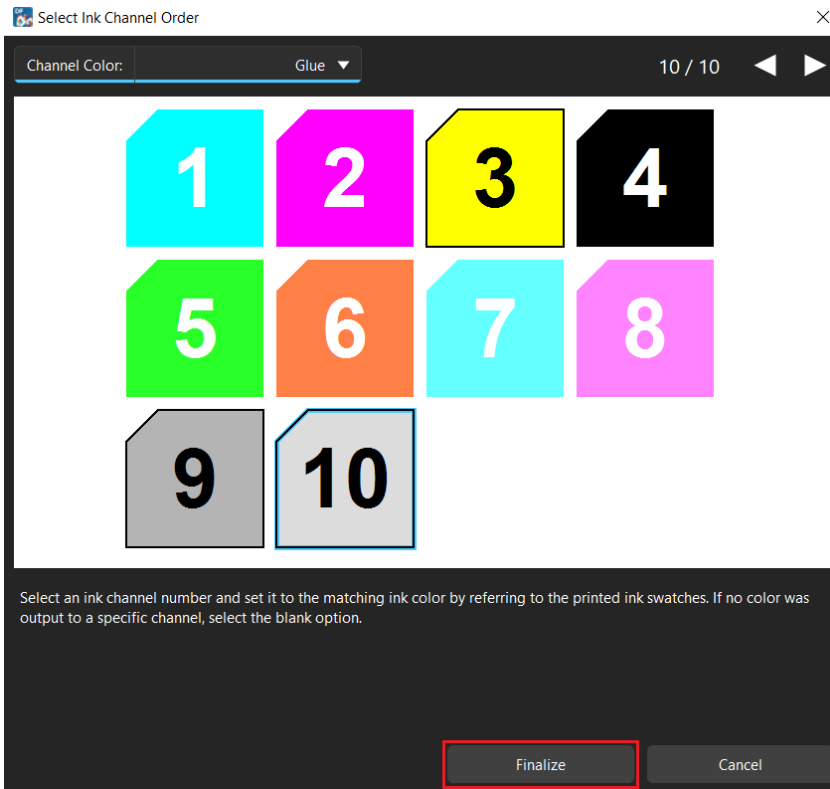 Select Ink Channel Order
Channel Color: Glue
10 / 10
1 2 3 4
5 6 7 8
9 10
Select an ink channel number and set it to the matching ink color by referring to the printed ink swatches. If no color was
output to a specific channel, select the blank option.
Finalize Cancel